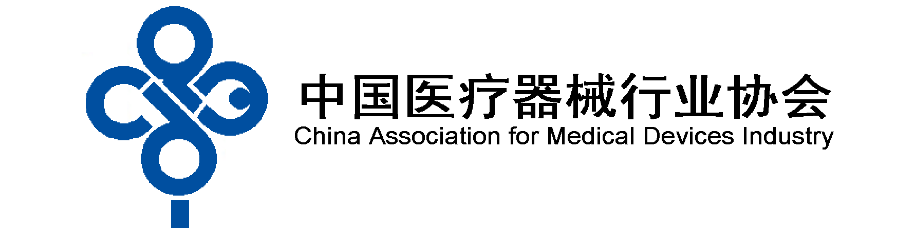 中国医疗器械行业协会
China Association for Medical Devices Industry